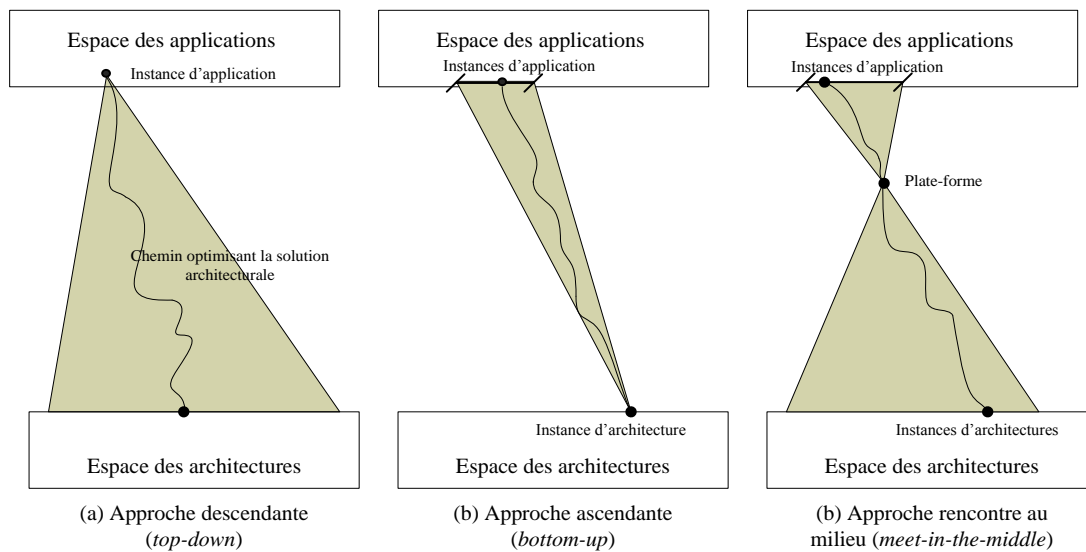 Espace des applications
Instance d'application
Chemin optimisant la solution
architecturale
Espace des architectures
(a) Approche descendante
(top-down)
Espace des applications
Instances d'application
Instance d'architecture
Espace des architectures
(b) Approche ascendante
(bottom-up)
Espace des applications
Instances d'application
Plate-forme
Instances d'architectures
Espace des architectures
(b) Approche rencontre au
milieu (meet-in-the-middle)